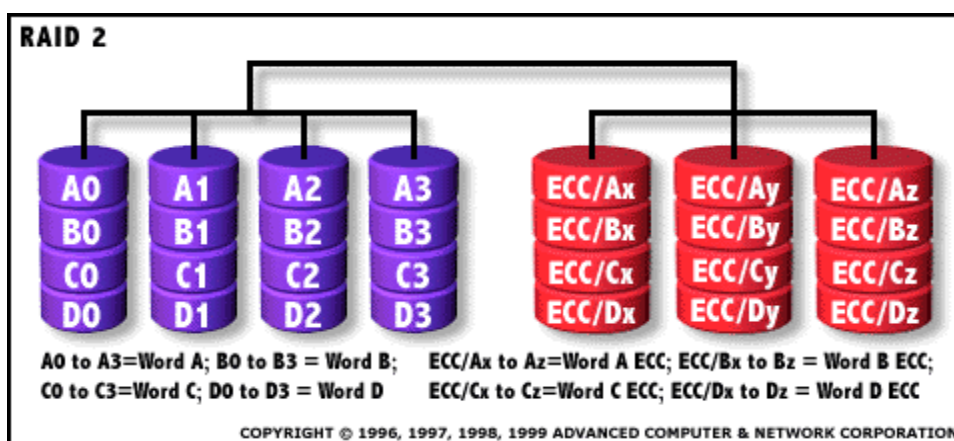 RAID 2
A0 A1 A2 A3 ECC/Ax ECC/Ay ECC/Az
B0 B1 B2 B3 ECC/Bx ECC/By ECC/Bz
C0 C1 C2 C3 ECC/Cx ECC/Cy ECC/Cz
D0 D1 D2 D3 ECC/Dx ECC/Dy ECC/Dz
A0 to A3=Word A; B0 to B3 = Word B; ECC/Ax to Az=Word A ECC; ECC/Bx to Bz = Word B ECC;
C0 to C3=Word C; D0 to D3 = Word D ECC/Cx to Cz=Word C ECC; ECC/Dx to Dz = Word D ECC
COPYRIGHT © 1996, 1997, 1998, 1999 ADVANCED COMPUTER & NETWORK CORPORATION